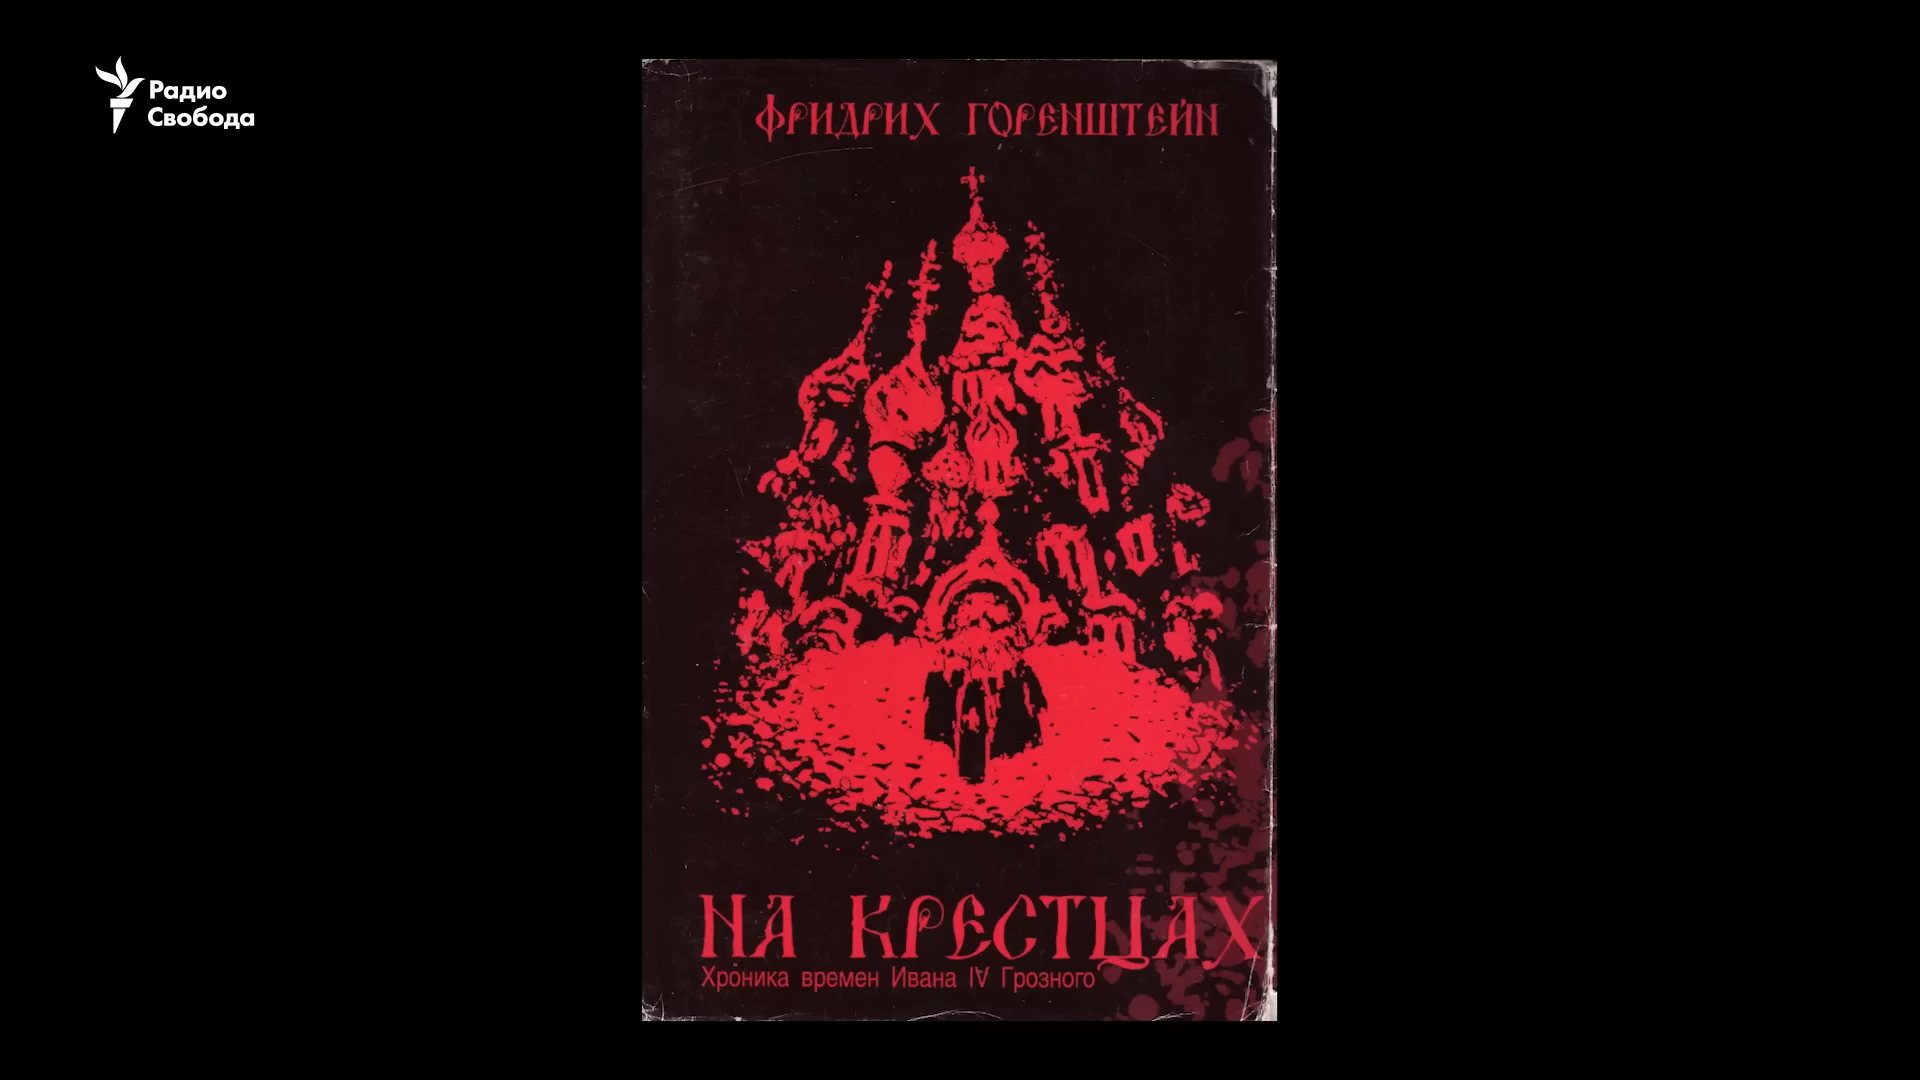 Радио
Свобода
ФРИДРИХ ГОРЕНШТЕЙН
НА КРЕСТЦАХ
Хроника времен Ивана IV Грозного